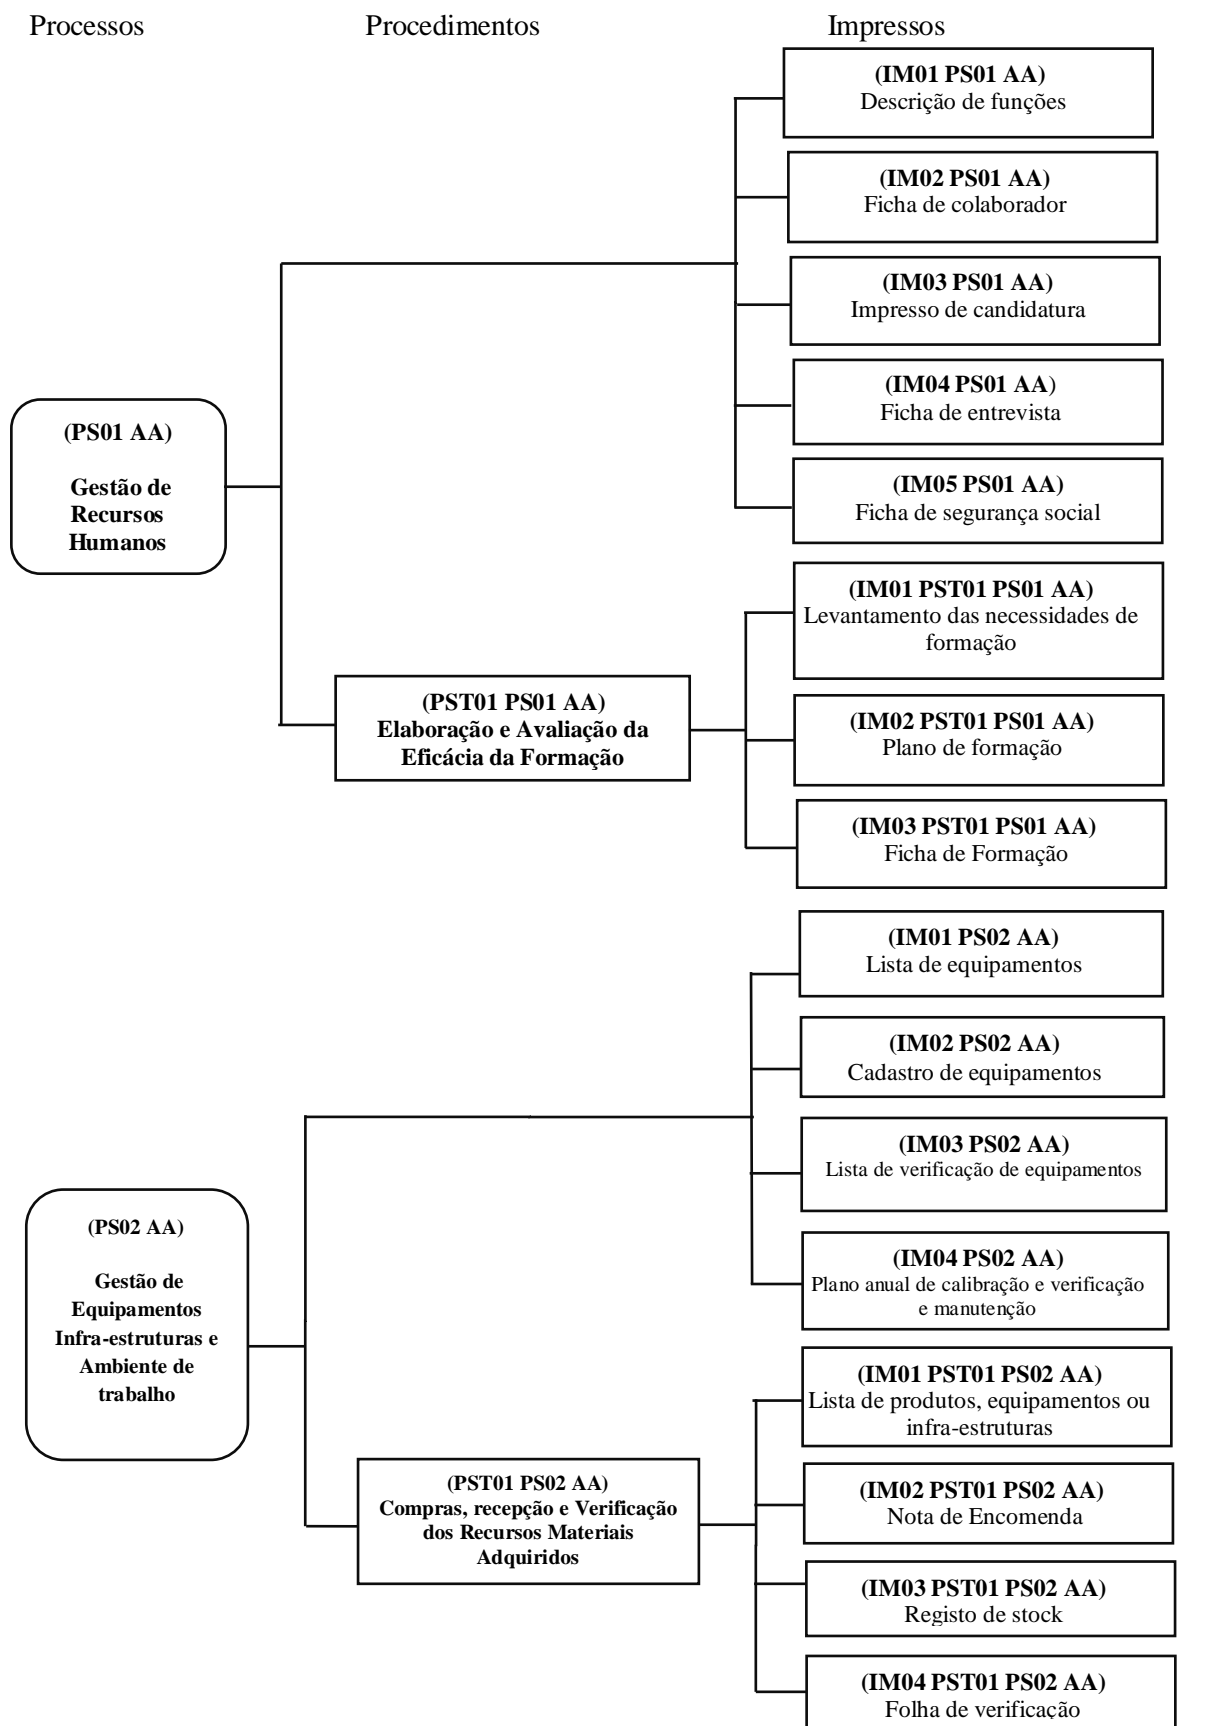 Processos
Procedimentos
Impressos
(IM01 PS01 AA)
Descrição de funções
(IM02 PS01 AA)
Ficha de colaborador
(IM03 PS01 AA)
Impresso de candidatura
(IM04 PS01 AA)
Ficha de entrevista
(PS01 AA)
Gestão de
Recursos
Humanos
(IM05 PS01 AA)
Ficha de segurança social
(IM01 PST01 PS01 AA)
Levantamento das necessidades de
formação
(PST01 PS01 AA)
Elaboração e Avaliação da
Eficácia da Formação
(IM02 PST01 PS01 AA)
Plano de formação
(IM03 PST01 PS01 AA)
Ficha de Formação
(IM01 PS02 AA)
Lista de equipamentos
(IM02 PS02 AA)
Cadastro de equipamentos
(IM03 PS02 AA)
Lista de verificação de equipamentos
(PS02 AA)
Gestão de
Equipamentos
Infra-estruturas e
Ambiente de
trabalho
(IM04 PS02 AA)
Plano anual de calibração e verificação
e manutenção
(IM01 PST01 PS02 AA)
Lista de produtos, equipamentos ou
infra-estruturas
(PST01 PS02 AA)
Compras, recepção e Verificação
dos Recursos Materiais
Adquiridos
(IM02 PST01 PS02 AA)
Nota de Encomenda
(IM03 PST01 PS02 AA)
Registo de stock
(IM04 PST01 PS02 AA)
Folha de verificação